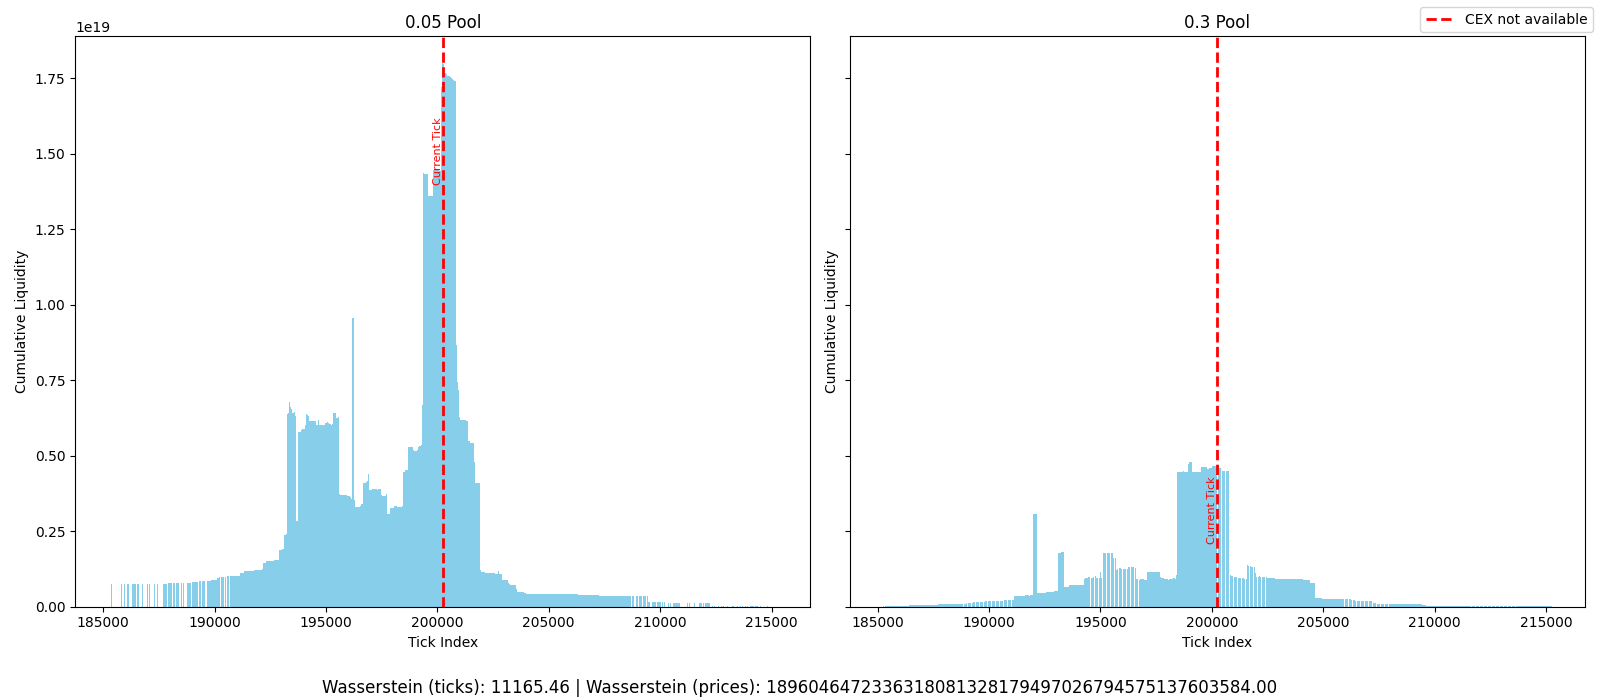 0.05 Pool
0.3 Pool
CEX not available
1e19
1.75
1.50
1.25
1.00
0.75
0.50
0.25
0.00
Cumulative Liquidity
Current Tick
185000 190000 195000 200000 205000 210000 215000
Tick Index
Cumulative Liquidity
Current Tick
185000 190000 195000 200000 205000 210000 215000
Tick Index
Wasserstein (ticks): 11165.46 | Wasserstein (prices): 18960464723363180813281794970267945751376035​84.00